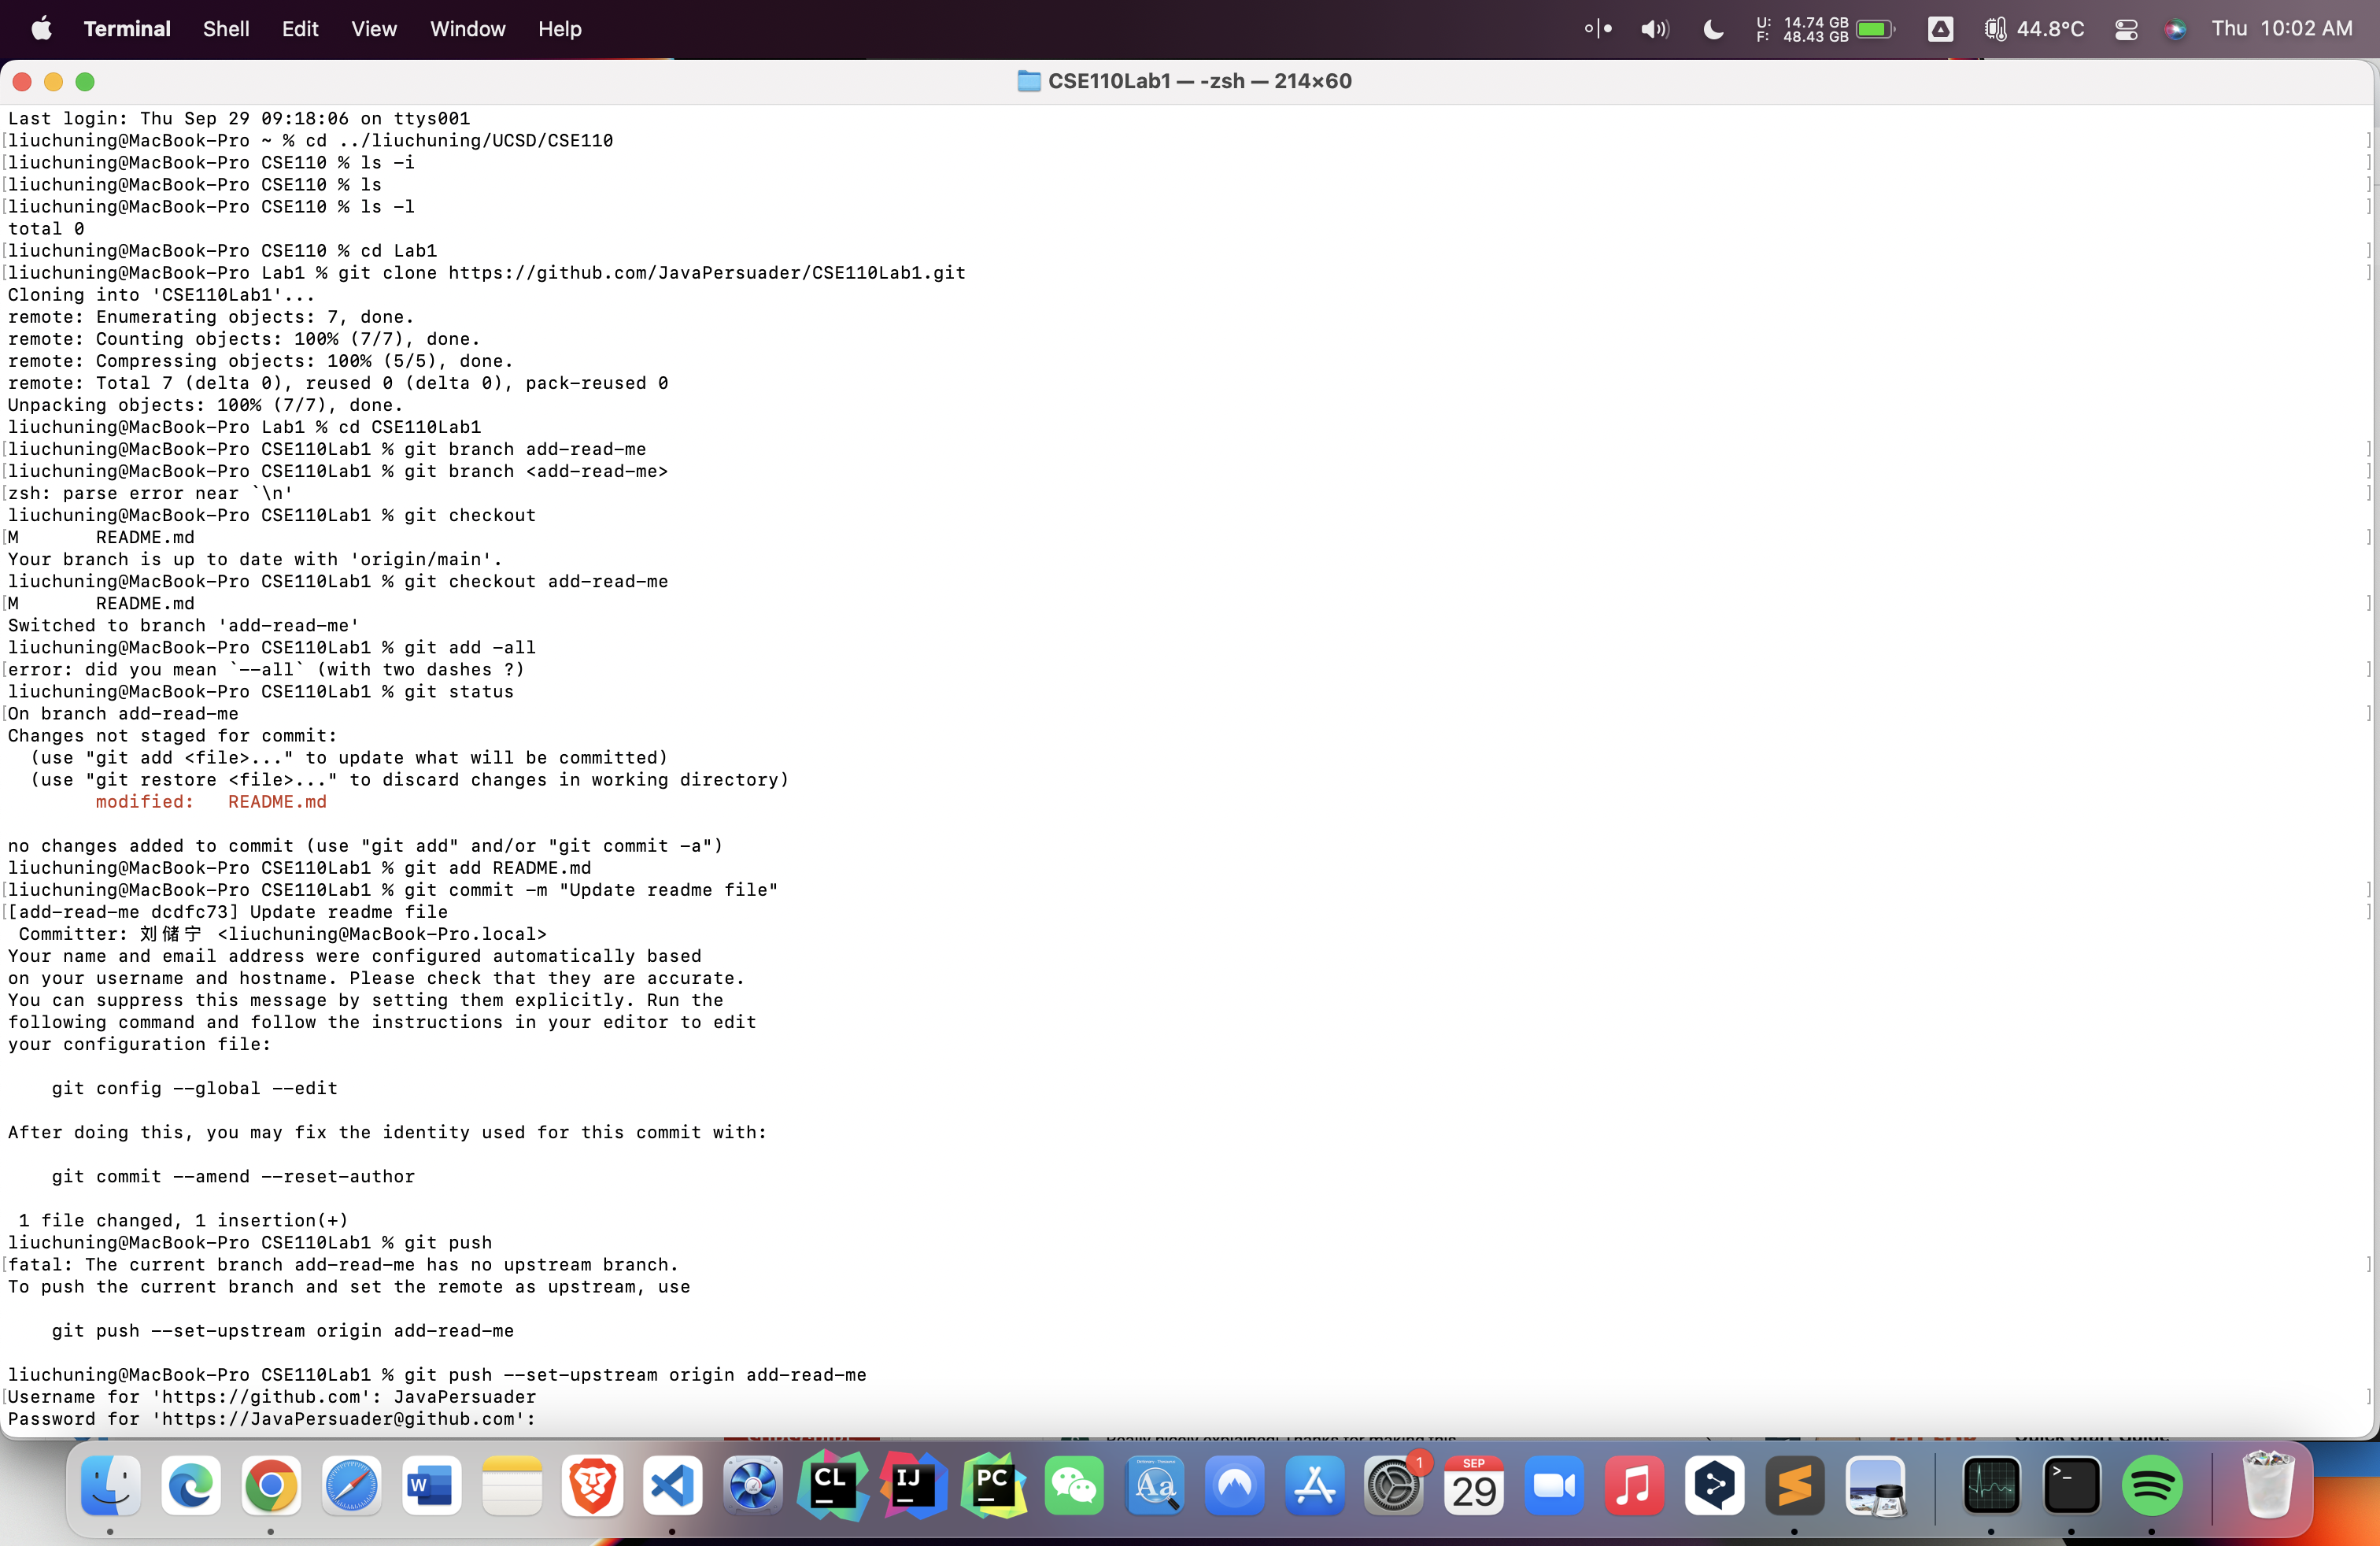 Terminal Shell Edit View Window Help U: 14.74 GB F: 48.43 GB 44.8°C Thu 10:02 AM
CSE110Lab1 — -zsh — 214×60
Last login: Thu Sep 29 09:18:06 on ttys001
[liuchuning@MacBook-Pro ~ % cd ../liuchuning/UCSD/CSE110 ]
[liuchuning@MacBook-Pro CSE110 % ls -i ]
[liuchuning@MacBook-Pro CSE110 % ls ]
[liuchuning@MacBook-Pro CSE110 % ls -l ]
total 0
[liuchuning@MacBook-Pro CSE110 % cd Lab1 ]
[liuchuning@MacBook-Pro Lab1 % git clone https://github.com/JavaPersuader/CSE110Lab1.git ]
Cloning into 'CSE110Lab1'...
remote: Enumerating objects: 7, done.
remote: Counting objects: 100% (7/7), done.
remote: Compressing objects: 100% (5/5), done.
remote: Total 7 (delta 0), reused 0 (delta 0), pack-reused 0
Unpacking objects: 100% (7/7), done.
liuchuning@MacBook-Pro Lab1 % cd CSE110Lab1
[liuchuning@MacBook-Pro CSE110Lab1 % git branch add-read-me ]
[liuchuning@MacBook-Pro CSE110Lab1 % git branch <add-read-me> ]
[zsh: parse error near `\n' ]
liuchuning@MacBook-Pro CSE110Lab1 % git checkout
[M README.md ]
Your branch is up to date with 'origin/main'.
liuchuning@MacBook-Pro CSE110Lab1 % git checkout add-read-me
[M README.md ]
Switched to branch 'add-read-me'
liuchuning@MacBook-Pro CSE110Lab1 % git add -all
[error: did you mean `--all` (with two dashes ?) ]
liuchuning@MacBook-Pro CSE110Lab1 % git status
[On branch add-read-me ]
Changes not staged for commit:
(use "git add <file>..." to update what will be committed)
(use "git restore <file>..." to discard changes in working directory)
modified: README.md
no changes added to commit (use "git add" and/or "git commit -a")
liuchuning@MacBook-Pro CSE110Lab1 % git add README.md
[liuchuning@MacBook-Pro CSE110Lab1 % git commit -m "Update readme file" ]
[[add-read-me dcdfc73] Update readme file ]
Committer: 刘储宁 <liuchuning@MacBook-Pro.local>
Your name and email address were configured automatically based
on your username and hostname. Please check that they are accurate.
You can suppress this message by setting them explicitly. Run the
following command and follow the instructions in your editor to edit
your configuration file:
git config --global --edit
After doing this, you may fix the identity used for this commit with:
git commit --amend --reset-author
1 file changed, 1 insertion(+)
liuchuning@MacBook-Pro CSE110Lab1 % git push
[fatal: The current branch add-read-me has no upstream branch. ]
To push the current branch and set the remote as upstream, use
git push --set-upstream origin add-read-me
liuchuning@MacBook-Pro CSE110Lab1 % git push --set-upstream origin add-read-me
[Username for 'https://github.com': JavaPersuader ]
Password for 'https://JavaPersuader@github.com':
W CL IJ PC Aa 1 SEP 29 >_